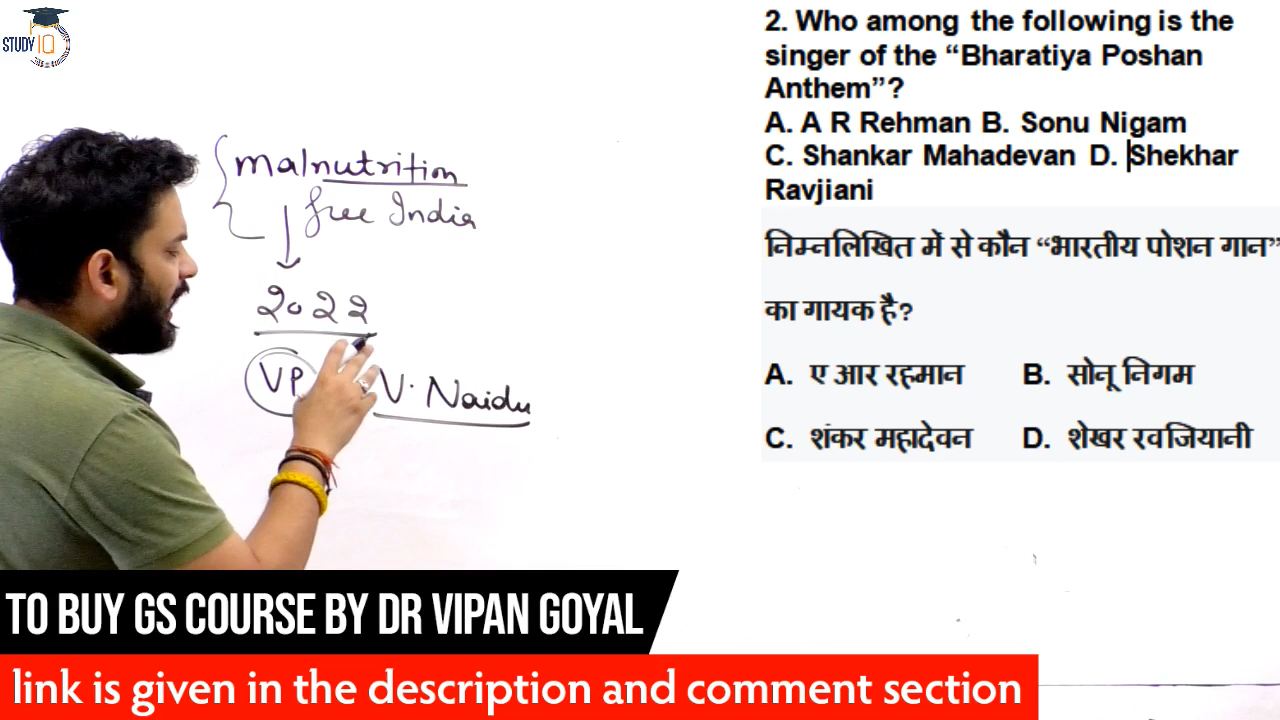 STUDY IQ
malnutrition
free India
2022
VP V. Naidu
2. Who among the following is the
singer of the “Bharatiya Poshan
Anthem”?
A. A R Rehman B. Sonu Nigam
C. Shankar Mahadevan D. Shekhar
Ravjiani
निम्नलिखित में से कौन “भारतीय पोशन गान”
का गायक है?
A. ए आर रहमान B. सोनू निगम
C. शंकर महादेवन D. शेखर रवजियानी
TO BUY GS COURSE BY DR VIPAN GOYAL
link is given in the description and comment section